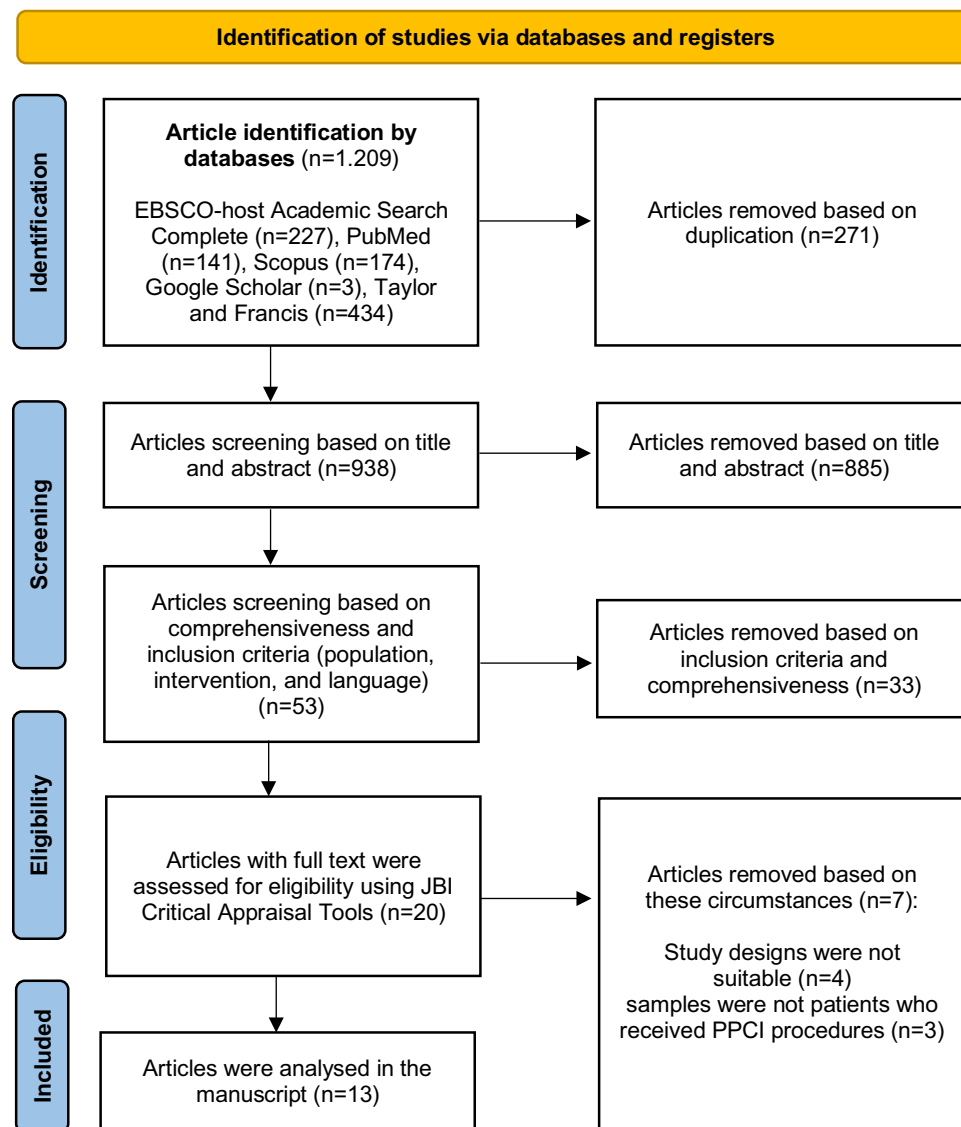 Identification of studies via databases and registers
Identification
Article identification by
databases (n=1.209)
EBSCO-host Academic Search
Complete (n=227), PubMed
(n=141), Scopus (n=174),
Google Scholar (n=3), Taylor
and Francis (n=434)
Articles removed based on
duplication (n=271)
Screening
Articles screening based on title
and abstract (n=938)
Articles removed based on title
and abstract (n=885)
Articles screening based on
comprehensiveness and
inclusion criteria (population,
intervention, and language)
(n=53)
Articles removed based on
inclusion criteria and
comprehensiveness (n=33)
Eligibility
Articles with full text were
assessed for eligibility using JBI
Critical Appraisal Tools (n=20)
Articles removed based on
these circumstances (n=7):
Study designs were not
suitable (n=4)
samples were not patients who
received PPCI procedures (n=3)
Included
Articles were analysed in the
manuscript (n=13)